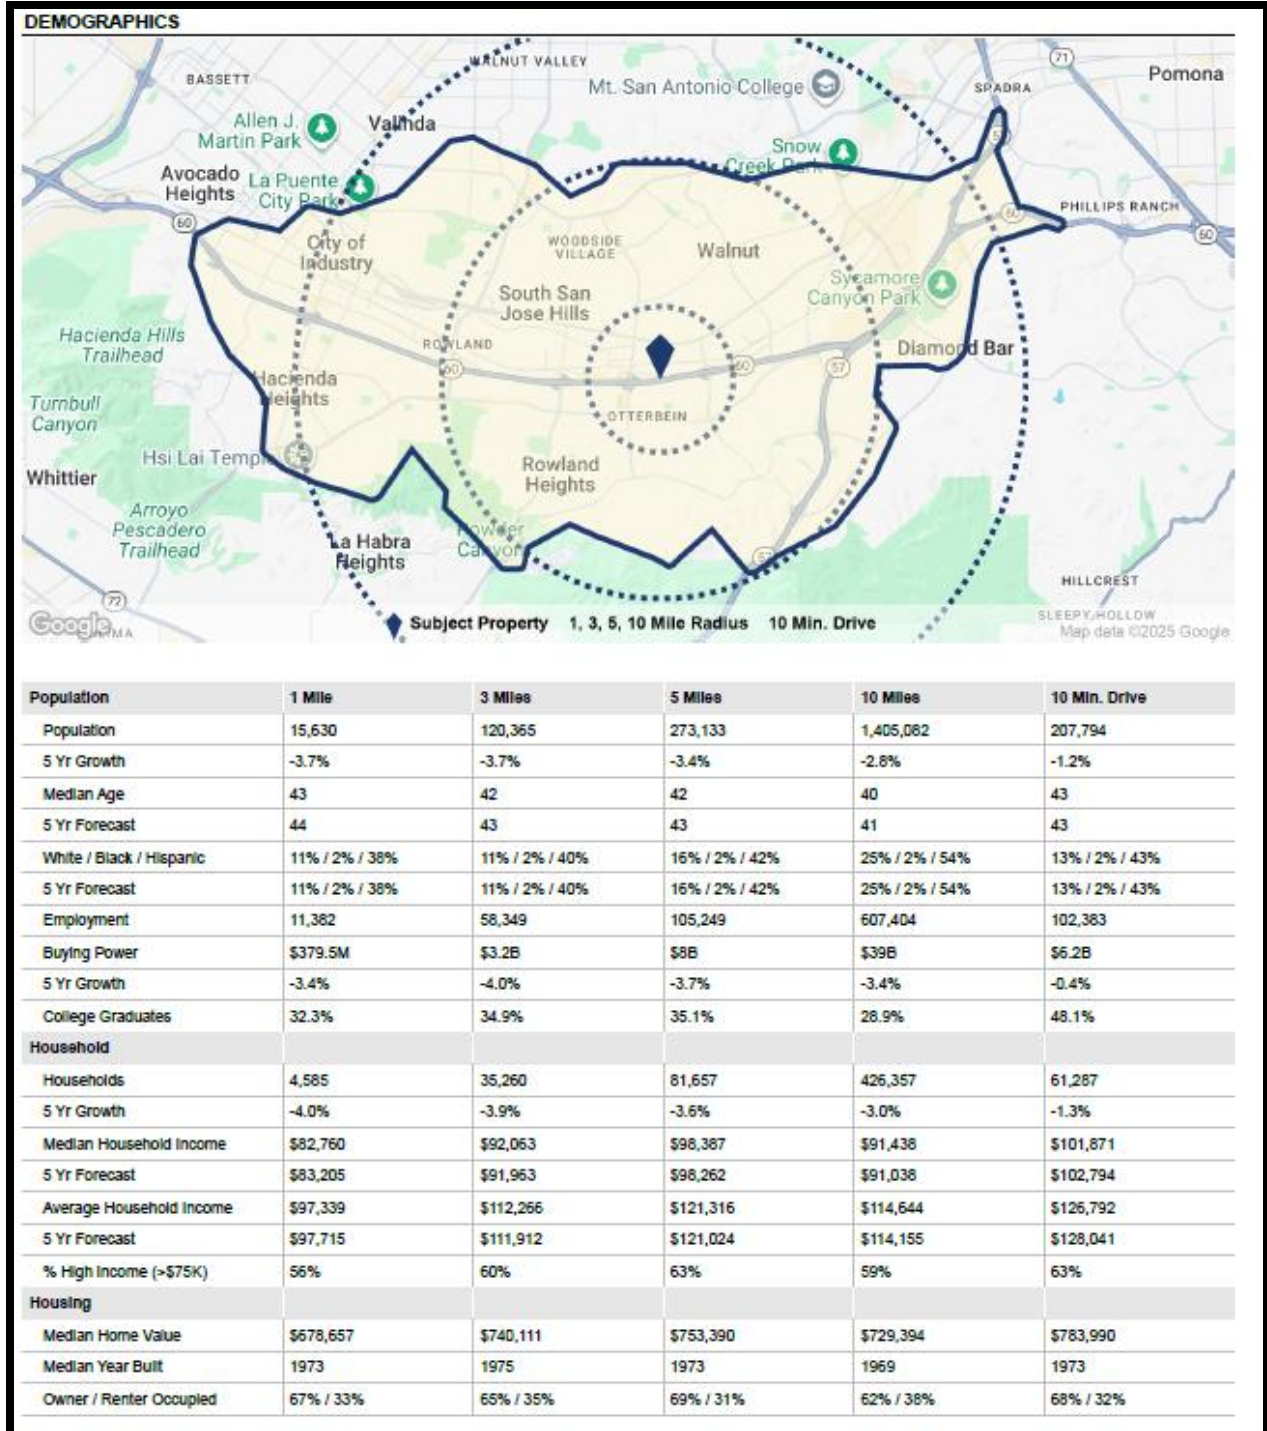 DEMOGRAPHICS
WALNUT VALLEY
71
BASSETT
Mt. San Antonio College
Pomona
SPADRA
Allen J.
Martin Park
Valinda
57
Snow
Creek Park
Avocado
Heights
La Puente
City Park
60
60
PHILLIPS RANCH
60
City of
Industry
WOODSIDE
VILLAGE
Walnut
Sycamore
Canyon Park
South San
Jose Hills
Hacienda Hills
Trailhead
ROWLAND
Diamond Bar
60
60
57
Hacienda
Heights
Turnbull
Canyon
OTTERBEIN
Hsi Lai Temple
Whittier
Rowland
Heights
Arroyo
Pescadero
Trailhead
La Habra
Heights
Powder
Canyon
57
HILLCREST
72
SLEEPY HOLLOW
Google
Subject Property 1, 3, 5, 10 Mile Radius 10 Min. Drive
Map data ©2025 Google
Population 1 Mile 3 Miles 5 Miles 10 Miles 10 Min. Drive
Population 15,630 120,365 273,133 1,405,082 207,794
5 Yr Growth -3.7% -3.7% -3.4% -2.8% -1.2%
Median Age 43 42 42 40 43
5 Yr Forecast 44 43 43 41 43
White / Black / Hispanic 11% / 2% / 38% 11% / 2% / 40% 16% / 2% / 42% 25% / 2% / 54% 13% / 2% / 43%
5 Yr Forecast 11% / 2% / 38% 11% / 2% / 40% 16% / 2% / 42% 25% / 2% / 54% 13% / 2% / 43%
Employment 11,382 58,349 105,249 607,404 102,383
Buying Power $379.5M $3.2B $8B $39B $6.2B
5 Yr Growth -3.4% -4.0% -3.7% -3.4% -0.4%
College Graduates 32.3% 34.9% 35.1% 28.9% 48.1%
Household
Households 4,585 35,260 81,657 426,357 61,287
5 Yr Growth -4.0% -3.9% -3.6% -3.0% -1.3%
Median Household Income $82,760 $92,063 $98,387 $91,438 $101,871
5 Yr Forecast $83,205 $91,963 $98,262 $91,038 $102,794
Average Household Income $97,339 $112,266 $121,316 $114,644 $126,792
5 Yr Forecast $97,715 $111,912 $121,024 $114,155 $128,041
% High Income (>$75K) 56% 60% 63% 59% 63%
Housing
Median Home Value $678,657 $740,111 $753,390 $729,394 $783,990
Median Year Built 1973 1975 1973 1969 1973
Owner / Renter Occupied 67% / 33% 65% / 35% 69% / 31% 62% / 38% 68% / 32%